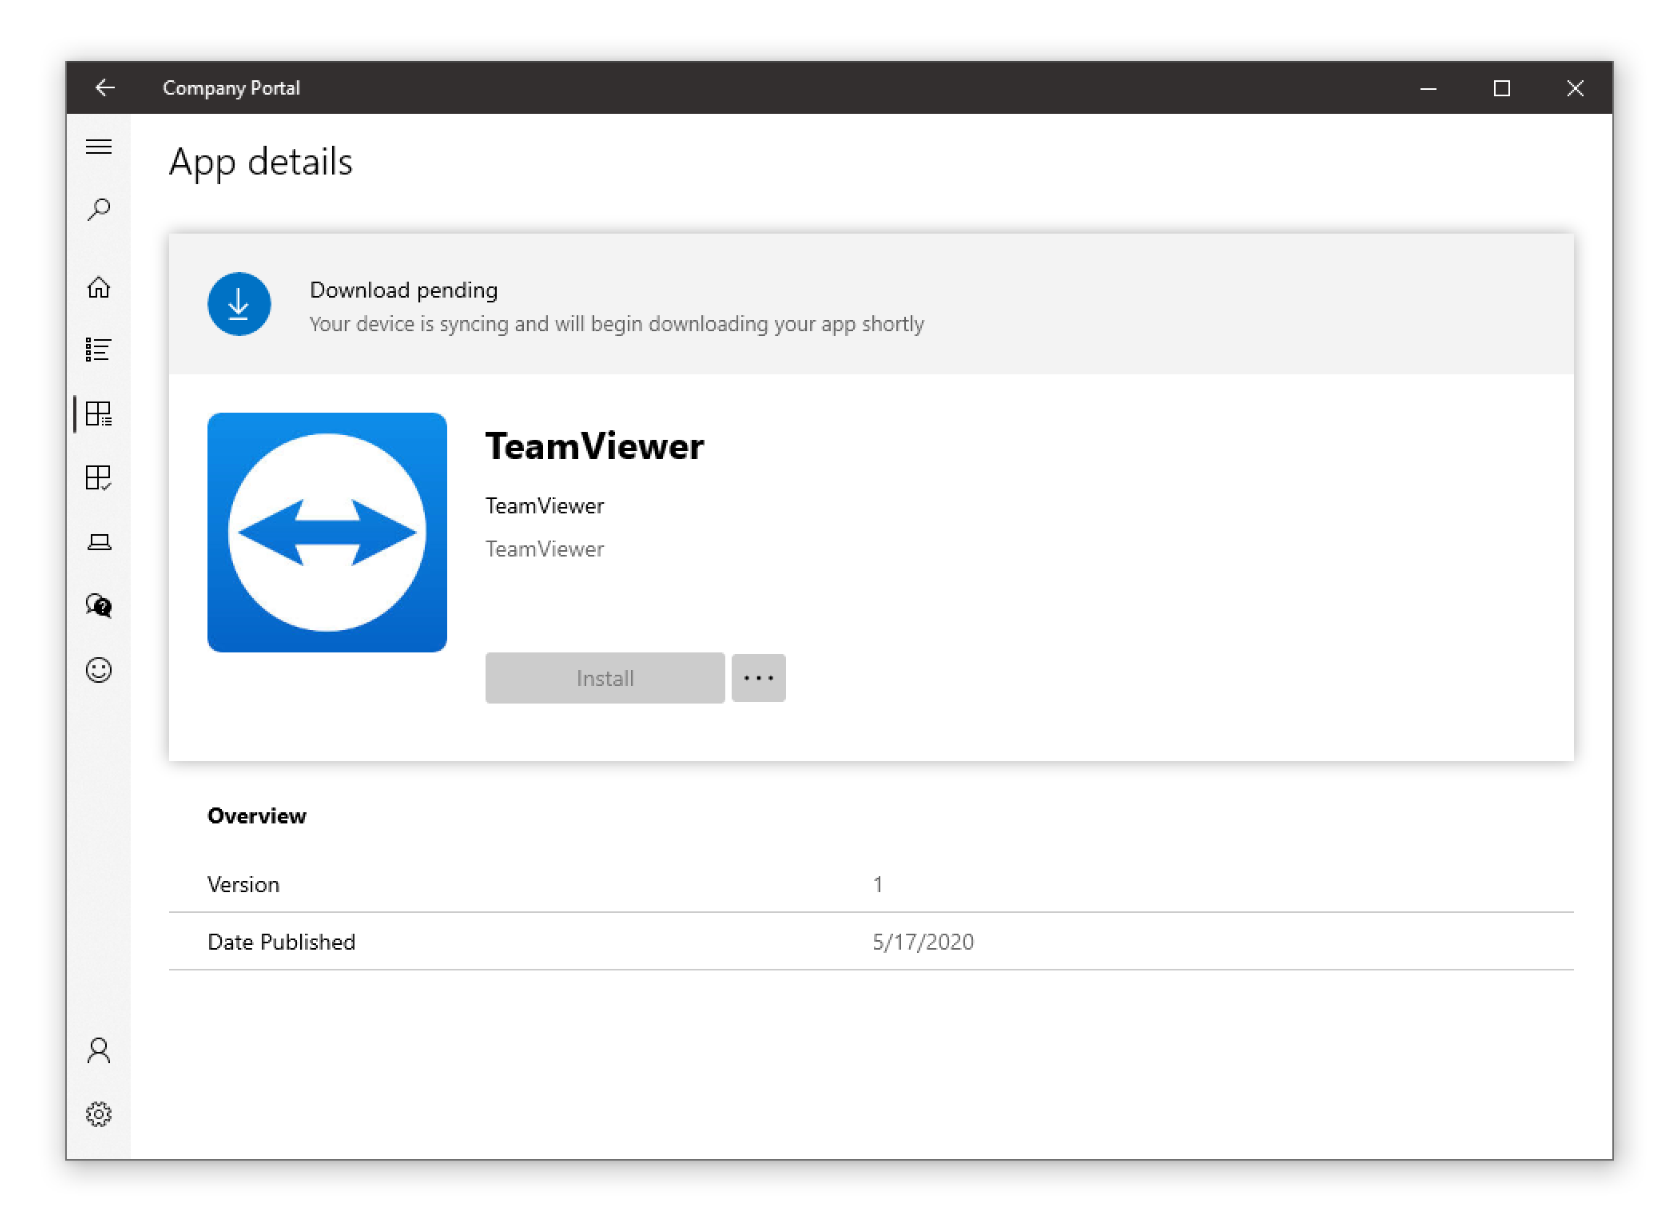 Company Portal
App details
Download pending
Your device is syncing and will begin downloading your app shortly
TeamViewer
TeamViewer
TeamViewer
Install
Overview
Version 1
Date Published 5/17/2020